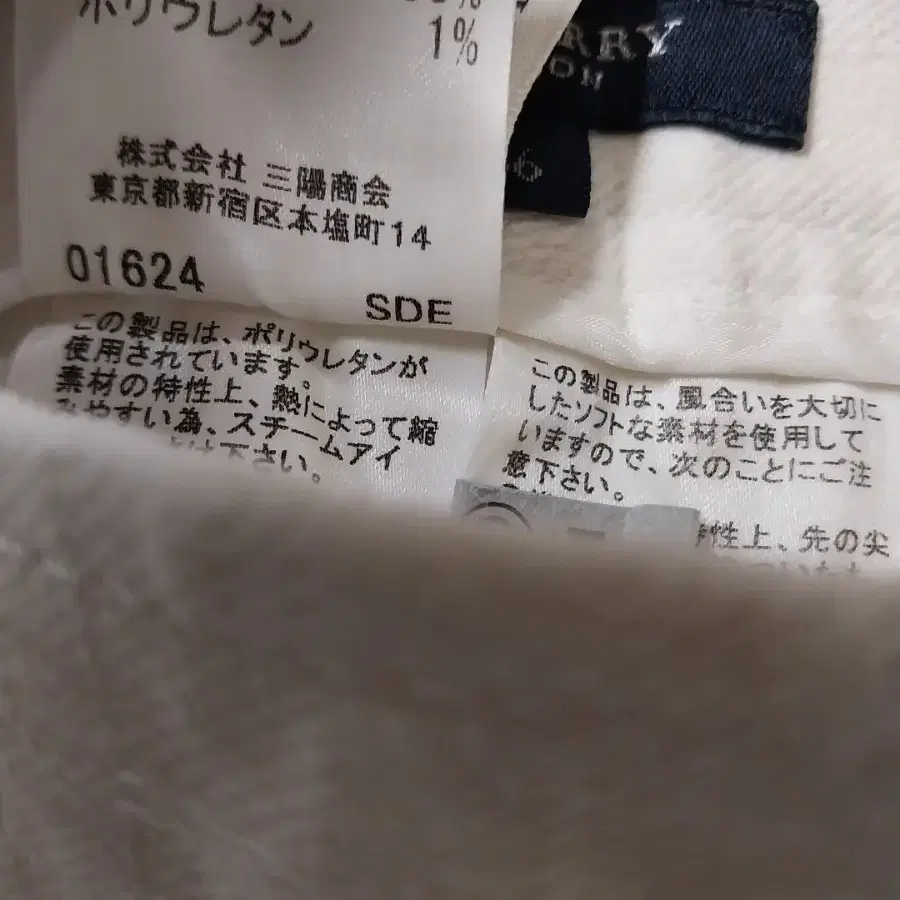 ポリウレタン 1%
株式会社 三陽商会
東京都新宿区本塩町14
01624
SDE
RRY
ON
6
この製品は、ポリウレタンが
使用されています。
素材の特性上、熱によって縮
みやすい為、スチームアイ
下さい。
この製品は、風合いを大切に
したソフトな素材を使用して
いますので、次のことにご注
意下さい。
特性上、先の尖